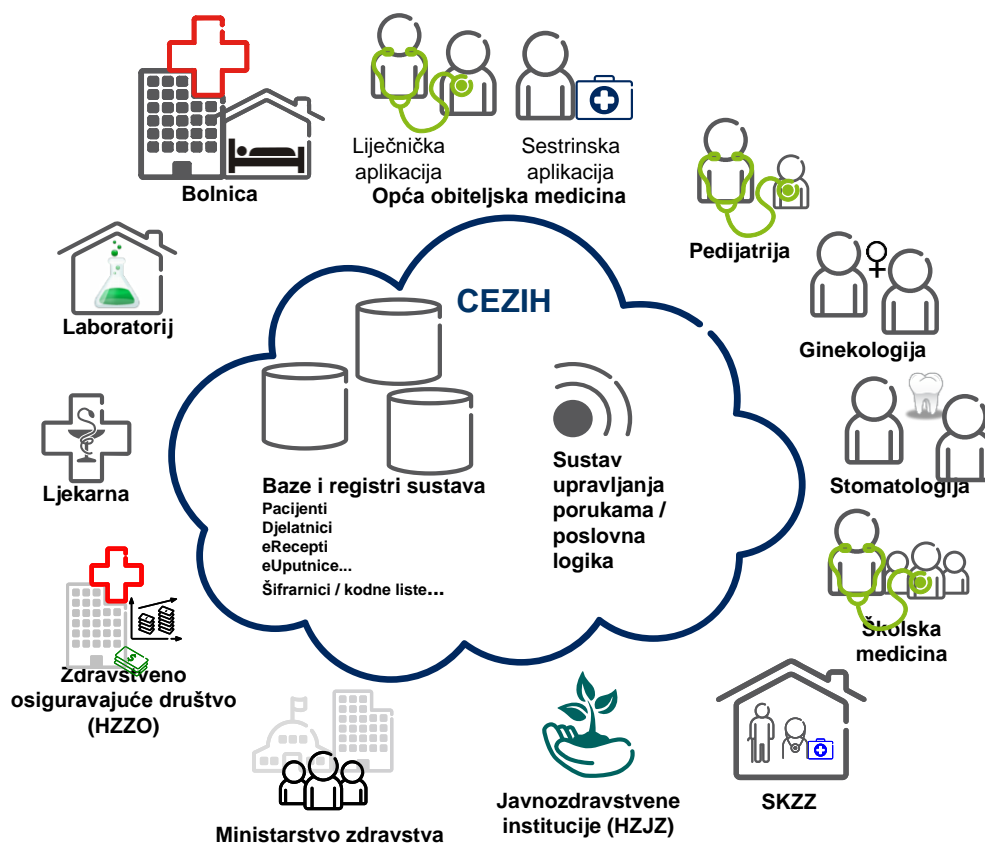 Liječnička
aplikacija
Sestrinska
aplikacija
Opća obiteljska medicina
Bolnica
Pedijatrija
Laboratorij
CEZIH
Ginekologija
Ljekarna
Baze i registri sustava
Pacijenti
Djelatnici
eRecepti
eUputnice...
Šifrarnici / kodne liste...
Sustav
upravljanja
porukama /
poslovna
logika
Stomatologija
Školska
medicina
Zdravstveno
osiguravajuće društvo
(HZZO)
Ministarstvo zdravstva
Javnozdravstvene
institucije (HZJZ)
SKZZ